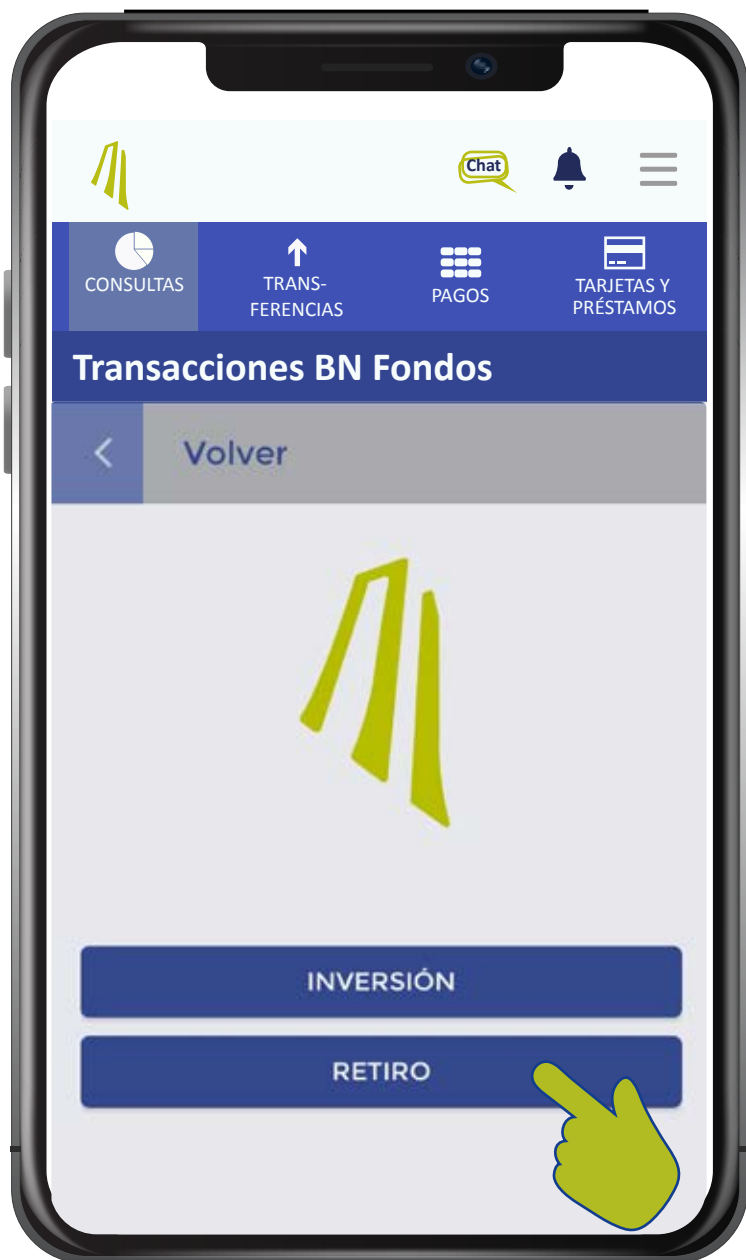 Chat
CONSULTAS
TRANS-
FERENCIAS
PAGOS
TARJETAS Y
PRÉSTAMOS
Transacciones BN Fondos
Volver
INVERSIÓN
RETIRO